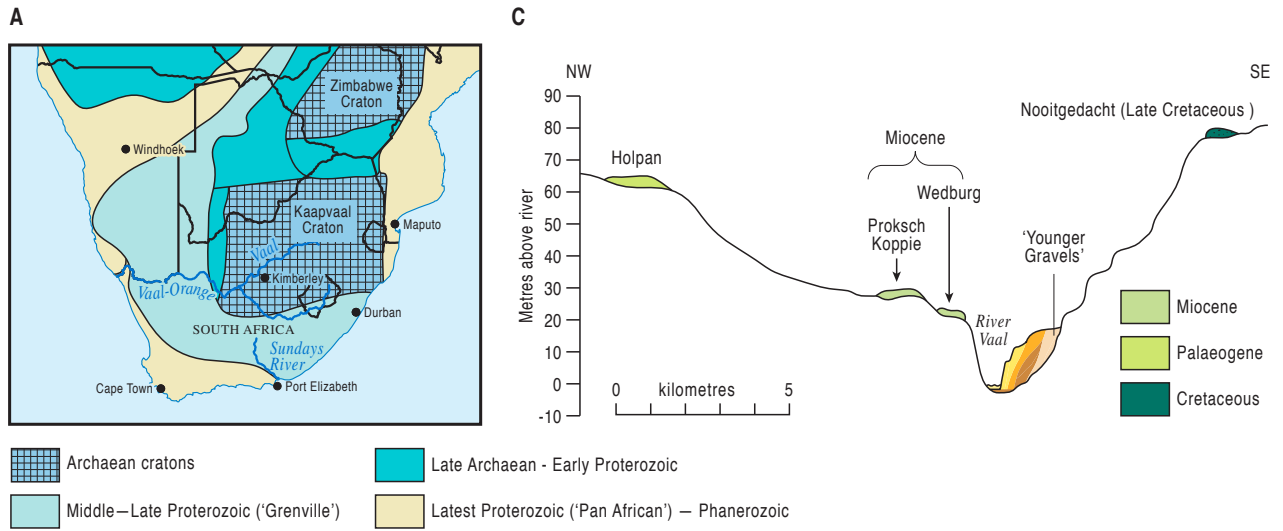 A
Zimbabwe
Craton
Windhoek
Kaapvaal
Craton
Maputo
Vaal
Kimberley
Vaal-Orange
Durban
SOUTH AFRICA
Sundays
River
Cape Town
Port Elizabeth
Archaean cratons
Late Archaean - Early Proterozoic
Middle—Late Proterozoic ('Grenville')
Latest Proterozoic ('Pan African') — Phanerozoic
C
NW
SE
90
80
70
60
50
40
30
20
10
0
-10
Metres above river
Nooitgedacht (Late Cretaceous )
Holpan
Miocene
Wedburg
Proksch
Koppie
'Younger
Gravels'
River
Vaal
0 kilometres 5
Miocene
Palaeogene
Cretaceous